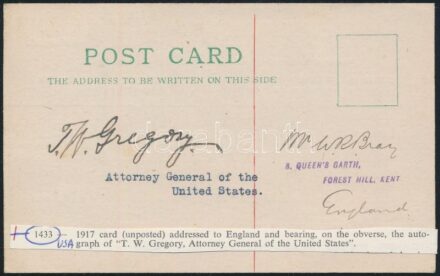 POST CARD
THE ADDRESS TO BE WRITTEN ON THIS SIDE
T. W. Gregory
Attorney General of the
United States.
Mr W R Bray
8, QUEEN'S GARTH,
FOREST HILL, KENT
England
1433 — 1917 card (unposted) addressed to England and bearing, on the obverse, the auto-
USA graph of "T. W. Gregory, Attorney General of the United States".